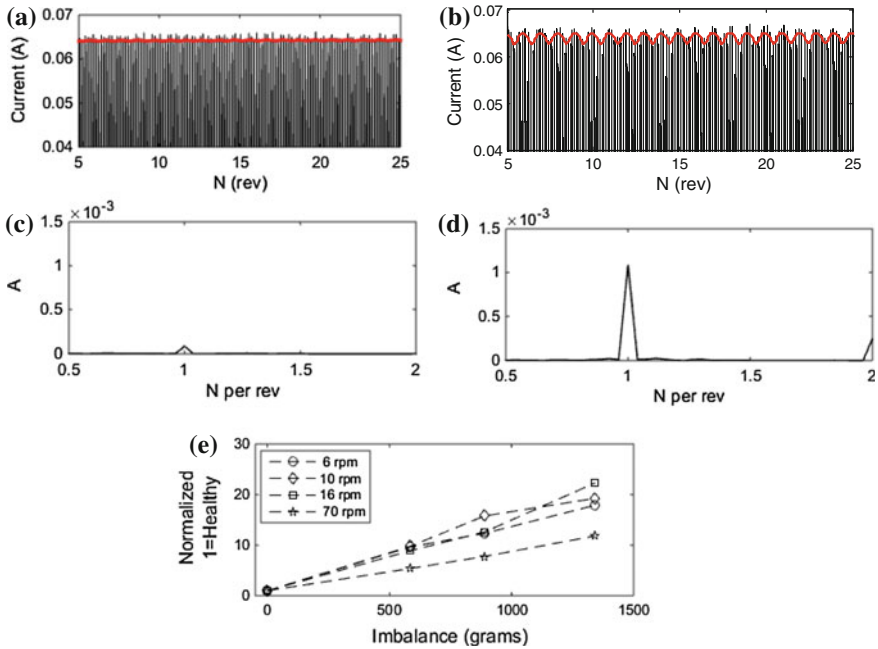 (a)
0.07
0.06
0.05
0.04
Current (A)
5 10 15 20 25
N (rev)
(b)
0.07
0.06
0.05
0.04
Current (A)
5 10 15 20 25
N (rev)
(c)
× 10⁻³
1.5
1
0.5
0
A
0.5 1 1.5 2
N per rev
(d)
× 10⁻³
1.5
1
0.5
0
A
0.5 1 1.5 2
N per rev
(e)
30
20
10
0
Normalized
1=Healthy
6 rpm
10 rpm
16 rpm
70 rpm
0 500 1000 1500
Imbalance (grams)